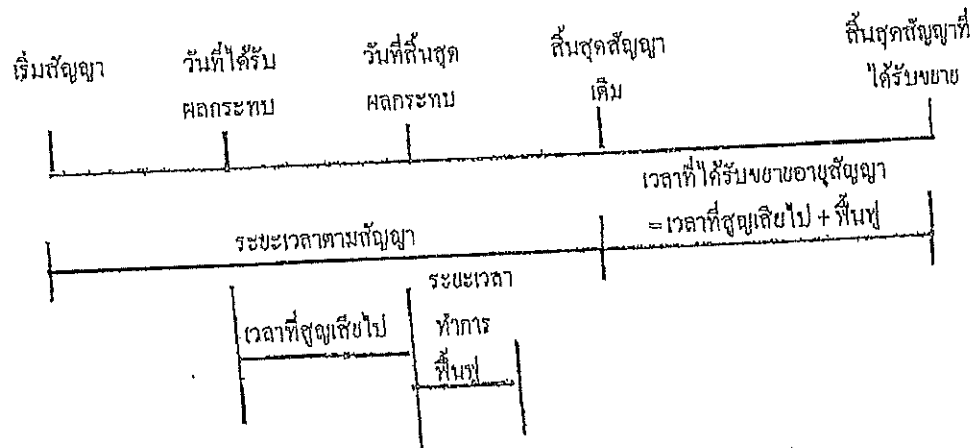 เริ่มสัญญา วันที่ได้รับ วันที่สิ้นสุด สิ้นสุดสัญญา สิ้นสุดสัญญาที่
ผลกระทบ ผลกระทบ เดิม ได้รับขยาย
เวลาที่ได้รับขยายอายุสัญญา
ระยะเวลาตามสัญญา =เวลาที่สูญเสียไป + ฟื้นฟู
ระยะเวลา
เวลาที่สูญเสียไป ทำการ
ฟื้นฟู